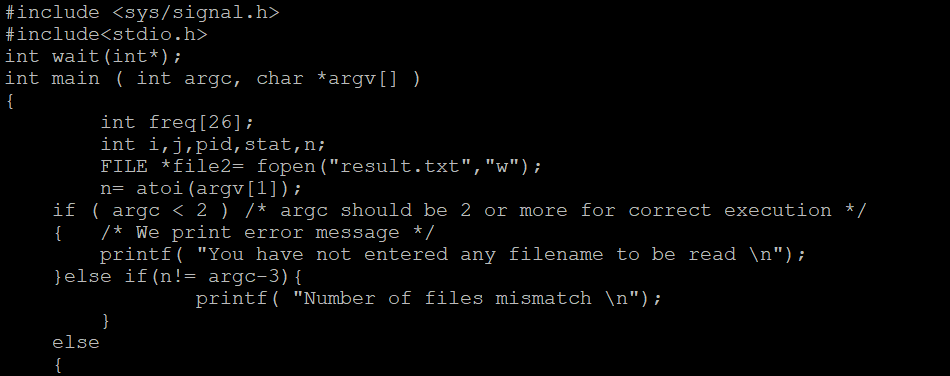 #include <sys/signal.h>
#include<stdio.h>
int wait(int*);
int main ( int argc, char *argv[] )
{
        int freq[26];
        int i,j,pid,stat,n;
        FILE *file2= fopen("result.txt","w");
        n= atoi(argv[1]);
    if ( argc < 2 ) /* argc should be 2 or more for correct execution */
    {   /* We print error message */
        printf( "You have not entered any filename to be read \n");
    }else if(n!= argc-3){
                printf( "Number of files mismatch \n");
        }
    else
    {